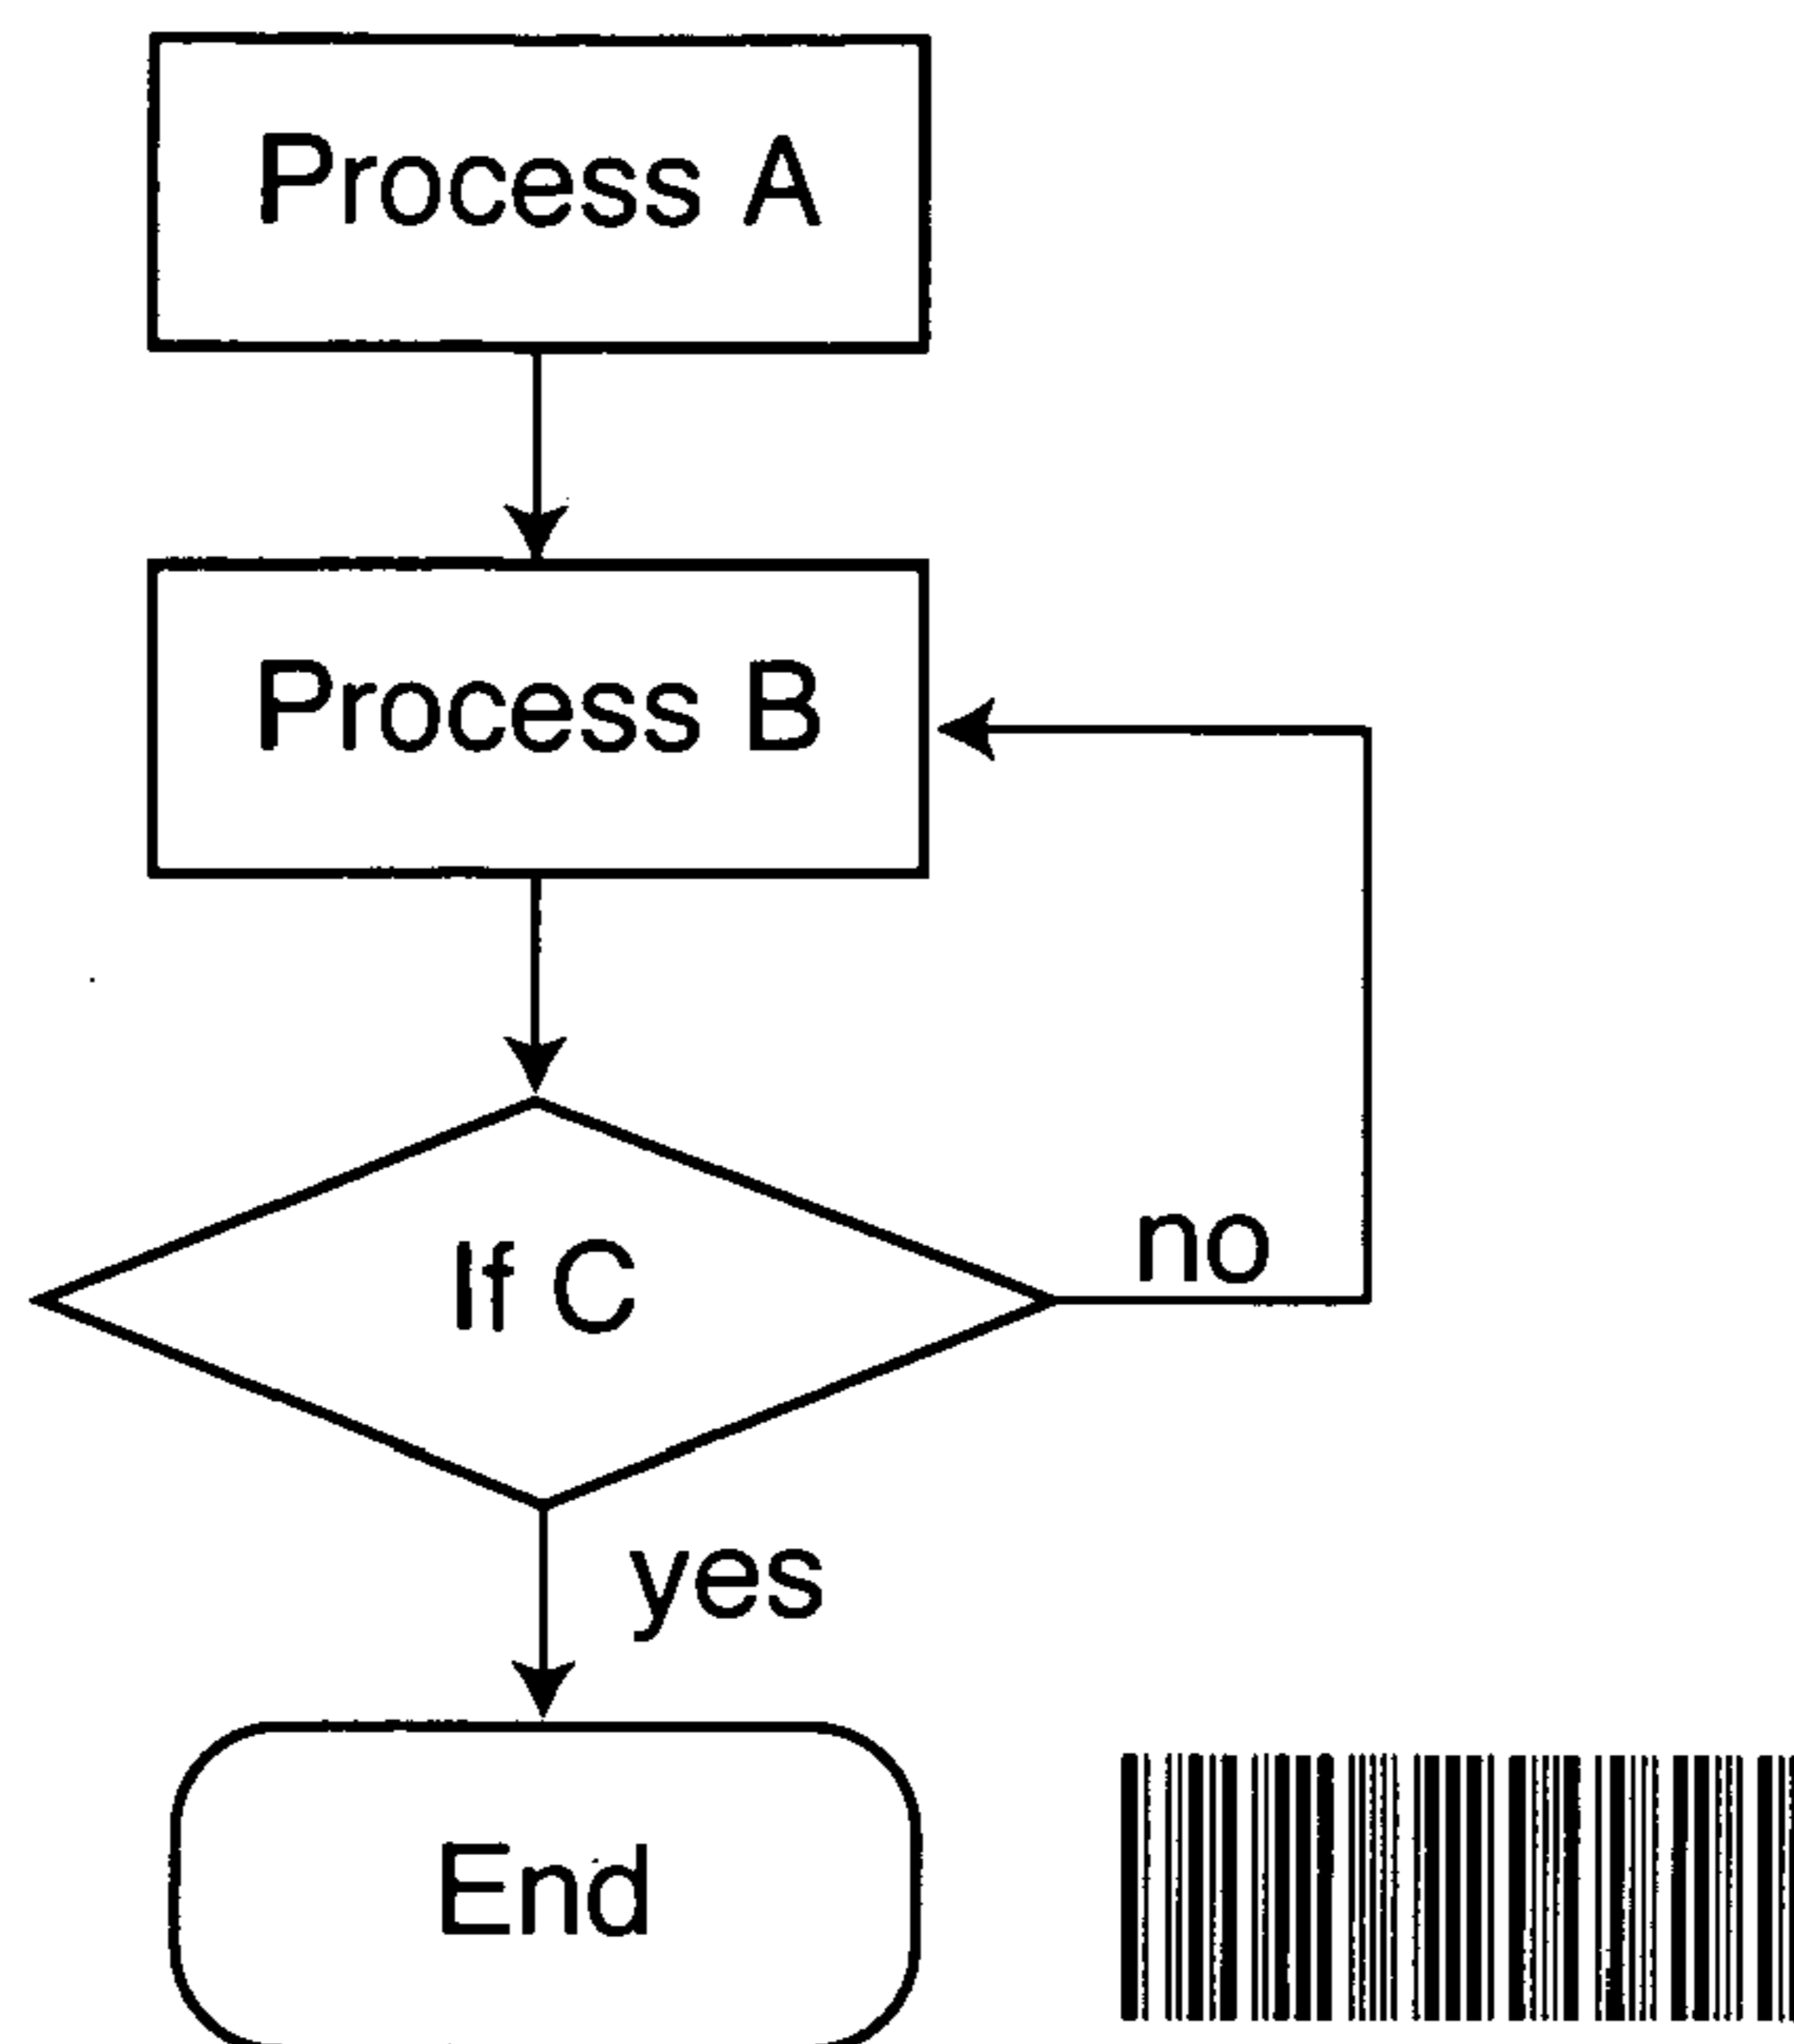 Process A
Process B
If C
no
yes
End